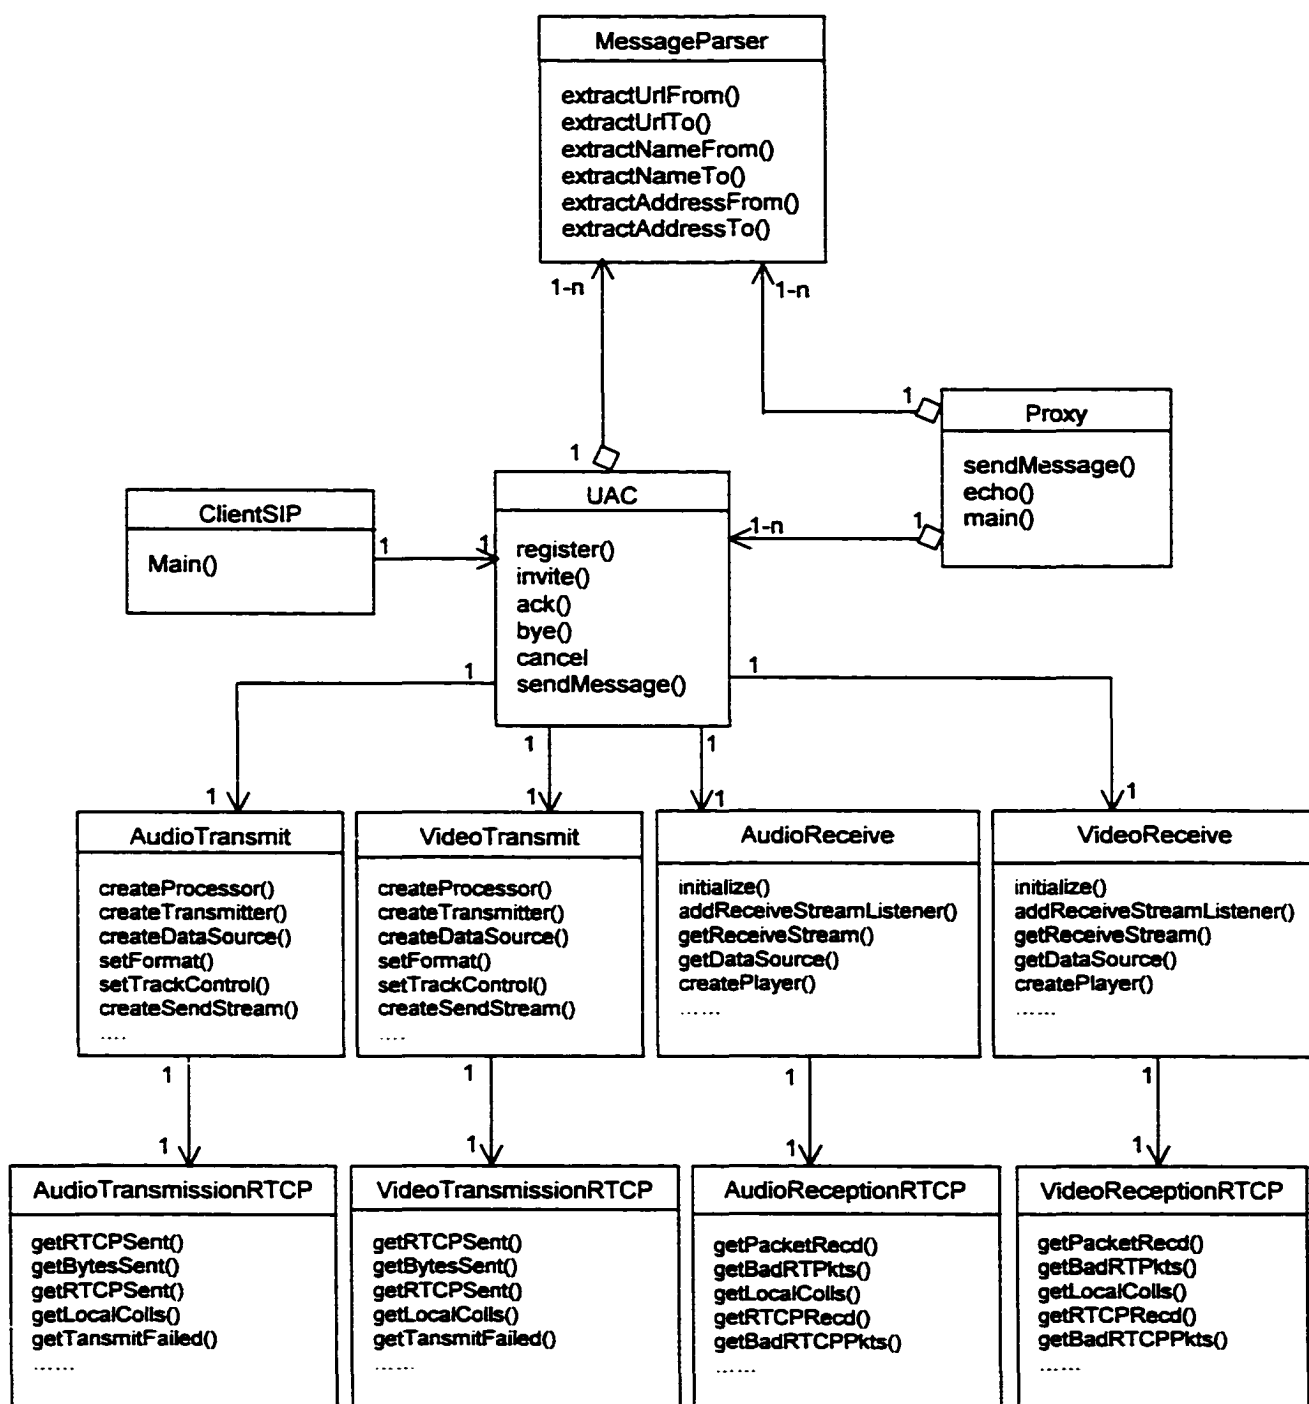 MessageParser
extractUrlFrom()
extractUrlTo()
extractNameFrom()
extractNameTo()
extractAddressFrom()
extractAddressTo()
1-n
1-n
1
Proxy
sendMessage()
echo()
main()
1
1
1-n
ClientSIP
Main()
1
1
UAC
register()
invite()
ack()
bye()
cancel
sendMessage()
1
1
1
1
1
1
1
1
AudioTransmit
createProcessor()
createTransmitter()
createDataSource()
setFormat()
setTrackControl()
createSendStream()
....
VideoTransmit
createProcessor()
createTransmitter()
createDataSource()
setFormat()
setTrackControl()
createSendStream()
....
AudioReceive
initialize()
addReceiveStreamListener()
getReceiveStream()
getDataSource()
createPlayer()
......
VideoReceive
initialize()
addReceiveStreamListener()
getReceiveStream()
getDataSource()
createPlayer()
......
1
1
1
1
1
1
1
1
AudioTransmissionRTCP
getRTCPSent()
getBytesSent()
getRTCPSent()
getLocalColls()
getTansmitFailed()
......
VideoTransmissionRTCP
getRTCPSent()
getBytesSent()
getRTCPSent()
getLocalColls()
getTansmitFailed()
......
AudioReceptionRTCP
getPacketRecd()
getBadRTPkts()
getLocalColls()
getRTCPRecd()
getBadRTCPPkts()
......
VideoReceptionRTCP
getPacketRecd()
getBadRTPkts()
getLocalColls()
getRTCPRecd()
getBadRTCPPkts()
......